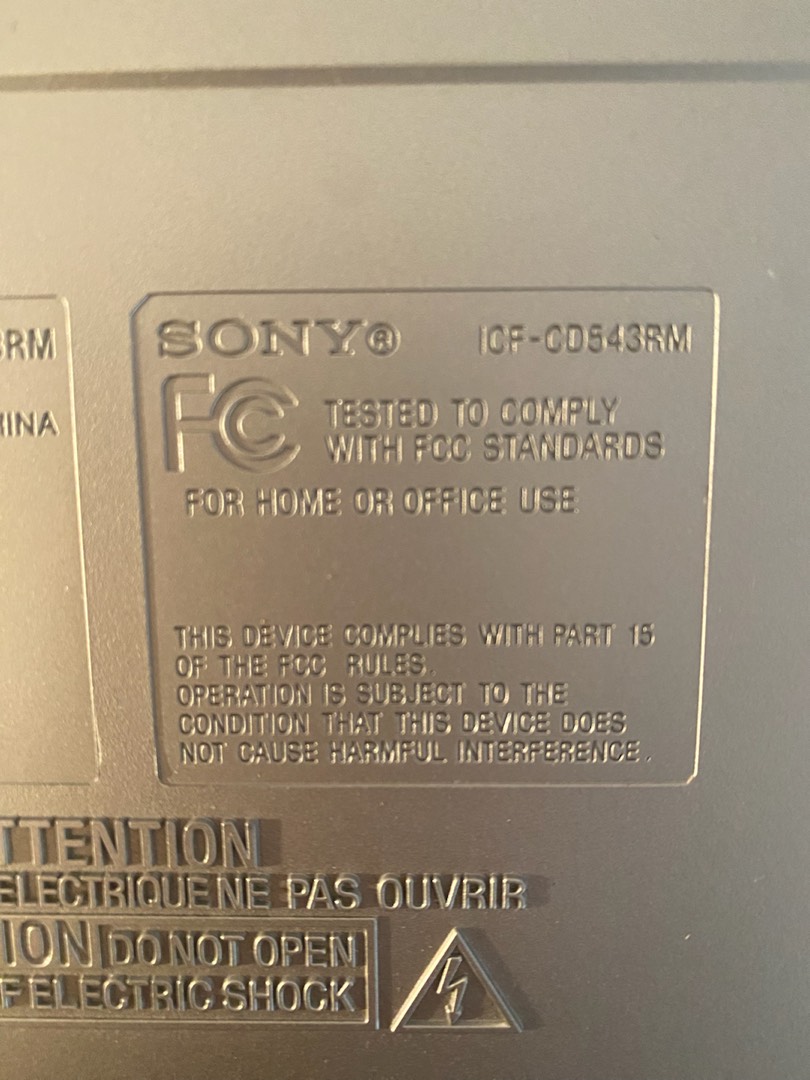 SONY® ICF-CD543RM
FC TESTED TO COMPLY
WITH FCC STANDARDS
FOR HOME OR OFFICE USE
THIS DEVICE COMPLIES WITH PART 15
OF THE FCC RULES.
OPERATION IS SUBJECT TO THE
CONDITION THAT THIS DEVICE DOES
NOT CAUSE HARMFUL INTERFERENCE.
3RM
INA
TTENTION
ELECTRIQUE NE PAS OUVRIR
ION DO NOT OPEN
F ELECTRIC SHOCK